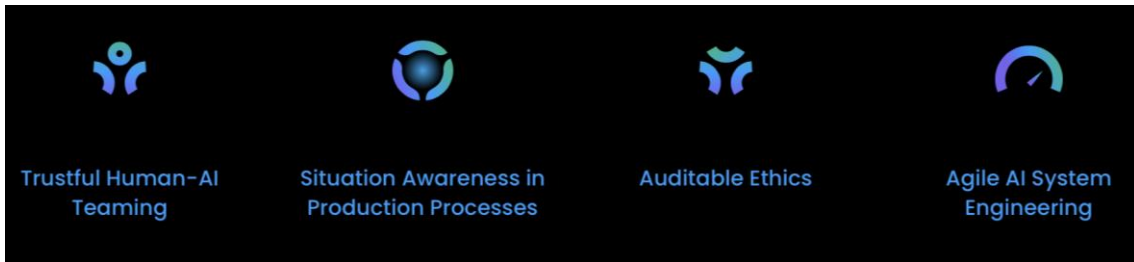 Trustful Human-AI
Teaming
Situation Awareness in
Production Processes
Auditable Ethics
Agile AI System
Engineering